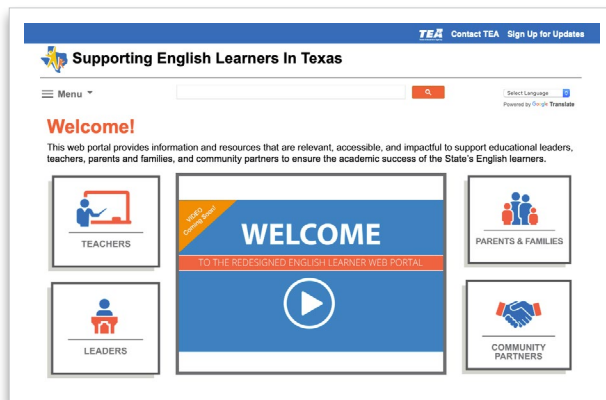 TEA Contact TEA Sign Up for Updates
Supporting English Learners In Texas
Menu
Select Language
Powered by Google Translate
Welcome!
This web portal provides information and resources that are relevant, accessible, and impactful to support educational leaders,
teachers, parents and families, and community partners to ensure the academic success of the State's English learners.
TEACHERS
LEADERS
VIDEO
Coming Soon!
WELCOME
TO THE REDESIGNED ENGLISH LEARNER WEB PORTAL
PARENTS & FAMILIES
COMMUNITY
PARTNERS